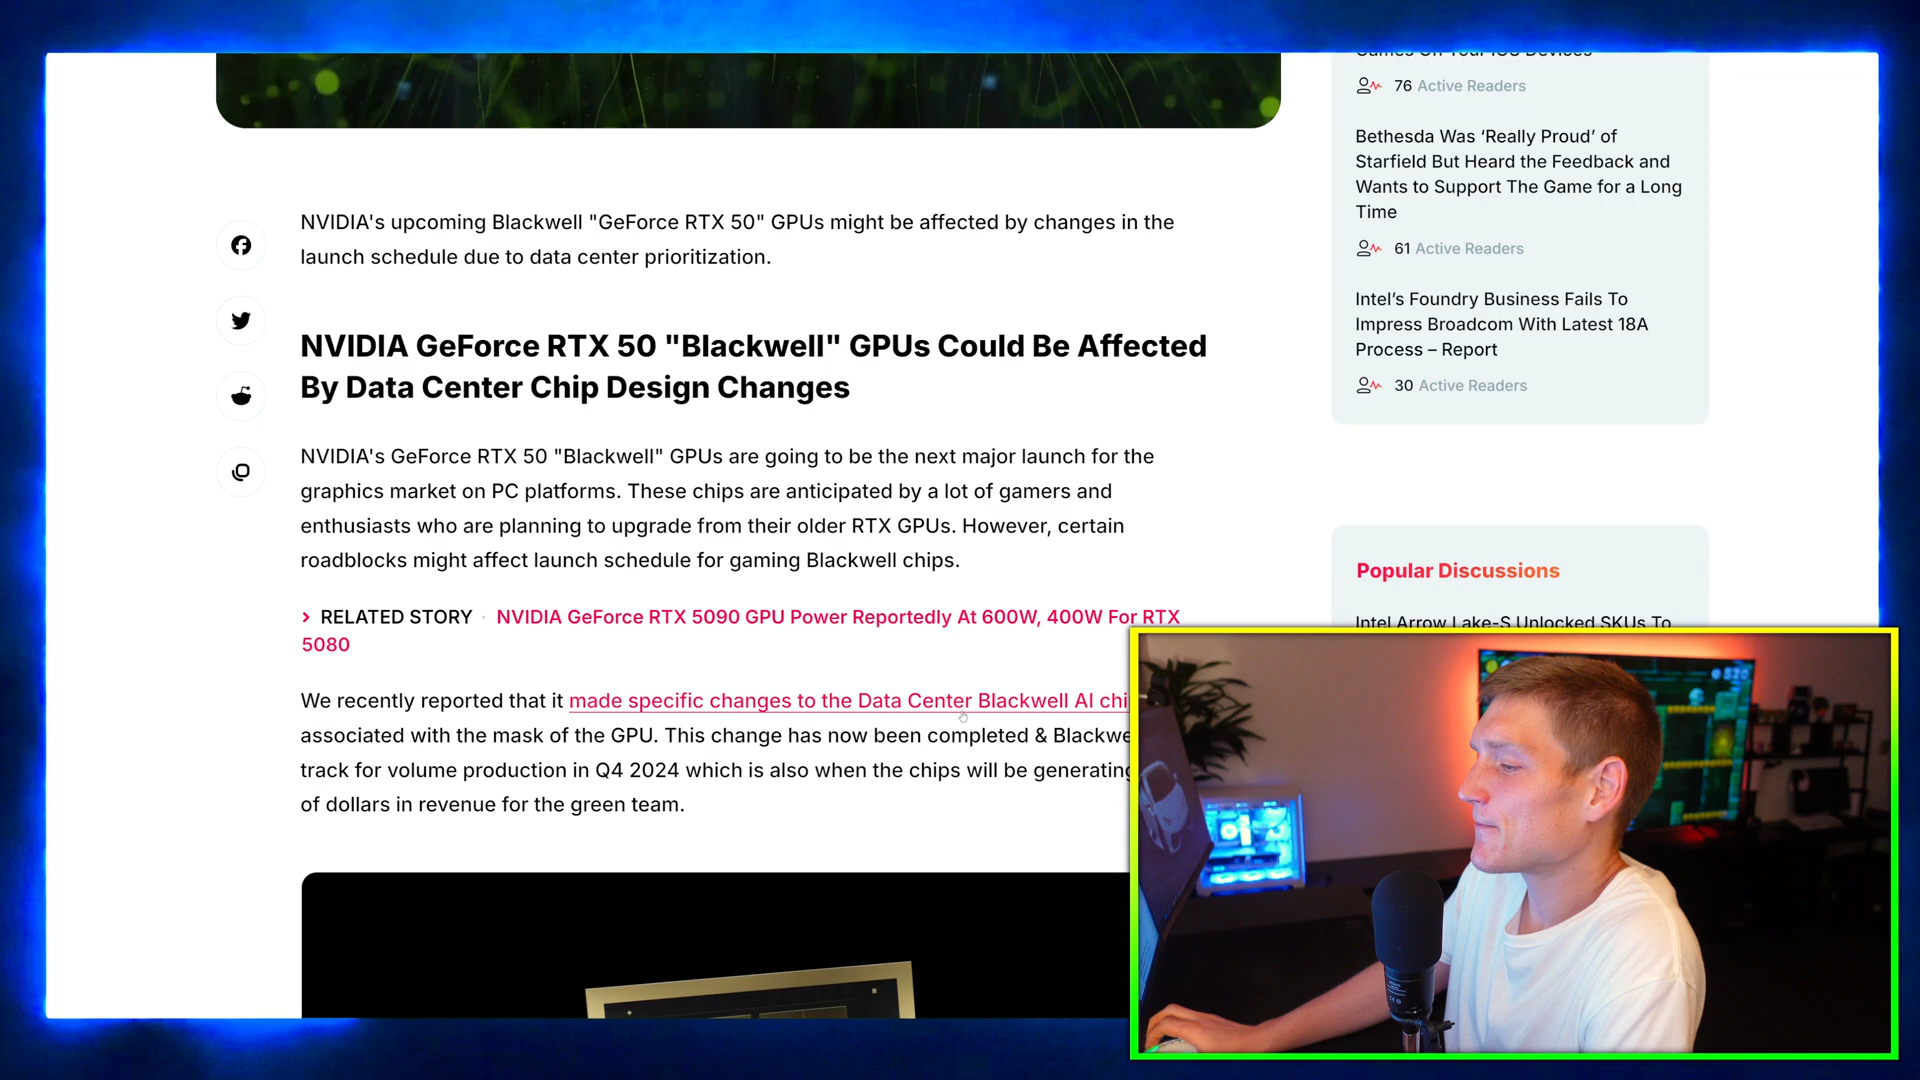 NVIDIA's upcoming Blackwell "GeForce RTX 50" GPUs might be affected by changes in the
launch schedule due to data center prioritization.
NVIDIA GeForce RTX 50 "Blackwell" GPUs Could Be Affected
By Data Center Chip Design Changes
NVIDIA's GeForce RTX 50 "Blackwell" GPUs are going to be the next major launch for the
graphics market on PC platforms. These chips are anticipated by a lot of gamers and
enthusiasts who are planning to upgrade from their older RTX GPUs. However, certain
roadblocks might affect launch schedule for gaming Blackwell chips.
RELATED STORY · NVIDIA GeForce RTX 5090 GPU Power Reportedly At 600W, 400W For RTX
5080
We recently reported that it made specific changes to the Data Center Blackwell AI chi
associated with the mask of the GPU. This change has now been completed & Blackwe
track for volume production in Q4 2024 which is also when the chips will be generating
of dollars in revenue for the green team.
Games On Your iOS Devices
76 Active Readers
Bethesda Was ‘Really Proud’ of
Starfield But Heard the Feedback and
Wants to Support The Game for a Long
Time
61 Active Readers
Intel’s Foundry Business Fails To
Impress Broadcom With Latest 18A
Process – Report
30 Active Readers
Popular Discussions
Intel Arrow Lake-S Unlocked SKUs To